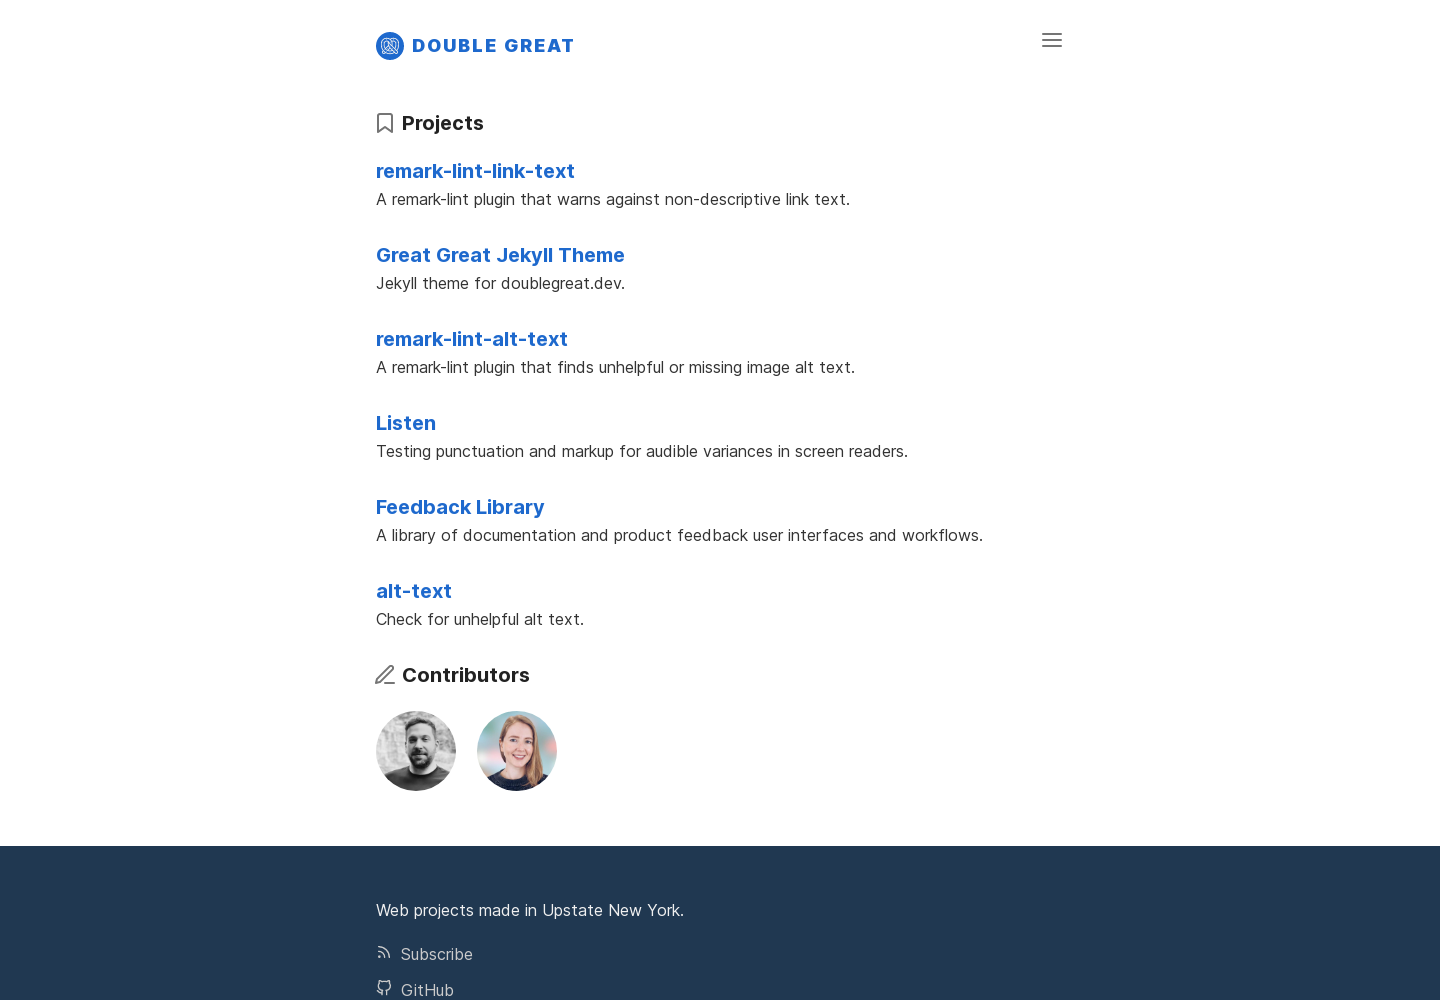 DOUBLE GREAT
Projects
remark-lint-link-text
A remark-lint plugin that warns against non-descriptive link text.
Great Great Jekyll Theme
Jekyll theme for doublegreat.dev.
remark-lint-alt-text
A remark-lint plugin that finds unhelpful or missing image alt text.
Listen
Testing punctuation and markup for audible variances in screen readers.
Feedback Library
A library of documentation and product feedback user interfaces and workflows.
alt-text
Check for unhelpful alt text.
Contributors
Web projects made in Upstate New York.
Subscribe
GitHub